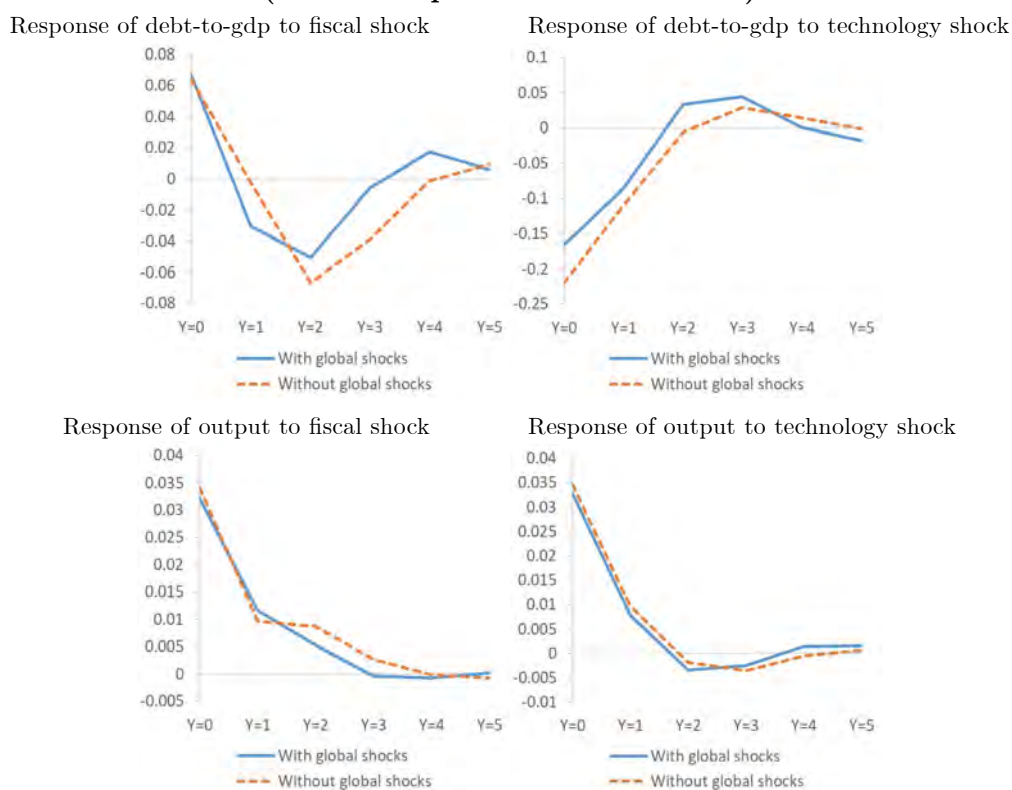 Response of debt-to-gdp to fiscal shock
0.08
0.06
0.04
0.02
0
-0.02
-0.04
-0.06
-0.08
Y=0 Y=1 Y=2 Y=3 Y=4 Y=5
With global shocks
Without global shocks
Response of debt-to-gdp to technology shock
0.1
0.05
0
-0.05
-0.1
-0.15
-0.2
-0.25
Y=0 Y=1 Y=2 Y=3 Y=4 Y=5
With global shocks
Without global shocks
Response of output to fiscal shock
0.04
0.035
0.03
0.025
0.02
0.015
0.01
0.005
0
-0.005
Y=0 Y=1 Y=2 Y=3 Y=4 Y=5
With global shocks
Without global shocks
Response of output to technology shock
0.04
0.035
0.03
0.025
0.02
0.015
0.01
0.005
0
-0.005
-0.01
Y=0 Y=1 Y=2 Y=3 Y=4 Y=5
With global shocks
Without global shocks